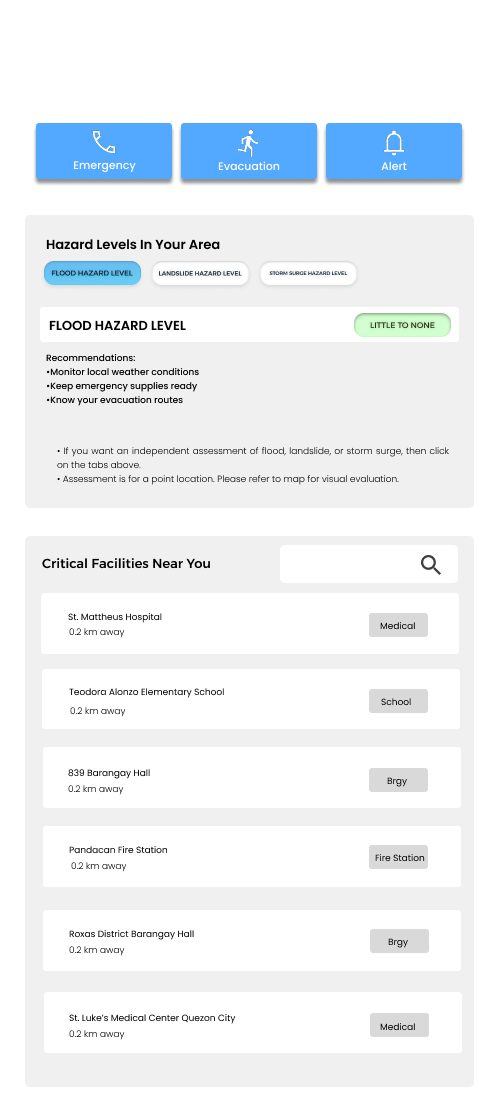 Emergency
Evacuation
Alert
Hazard Levels In Your Area
FLOOD HAZARD LEVEL
LANDSLIDE HAZARD LEVEL
STORM SURGE HAZARD LEVEL
FLOOD HAZARD LEVEL
LITTLE TO NONE
Recommendations:
•Monitor local weather conditions
•Keep emergency supplies ready
•Know your evacuation routes
• If you want an independent assessment of flood, landslide, or storm surge, then click
on the tabs above.
• Assessment is for a point location. Please refer to map for visual evaluation.
Critical Facilities Near You
St. Mattheus Hospital
0.2 km away
Medical
Teodora Alonzo Elementary School
0.2 km away
School
839 Barangay Hall
0.2 km away
Brgy
Pandacan Fire Station
0.2 km away
Fire Station
Roxas District Barangay Hall
0.2 km away
Brgy
St. Luke's Medical Center Quezon City
0.2 km away
Medical